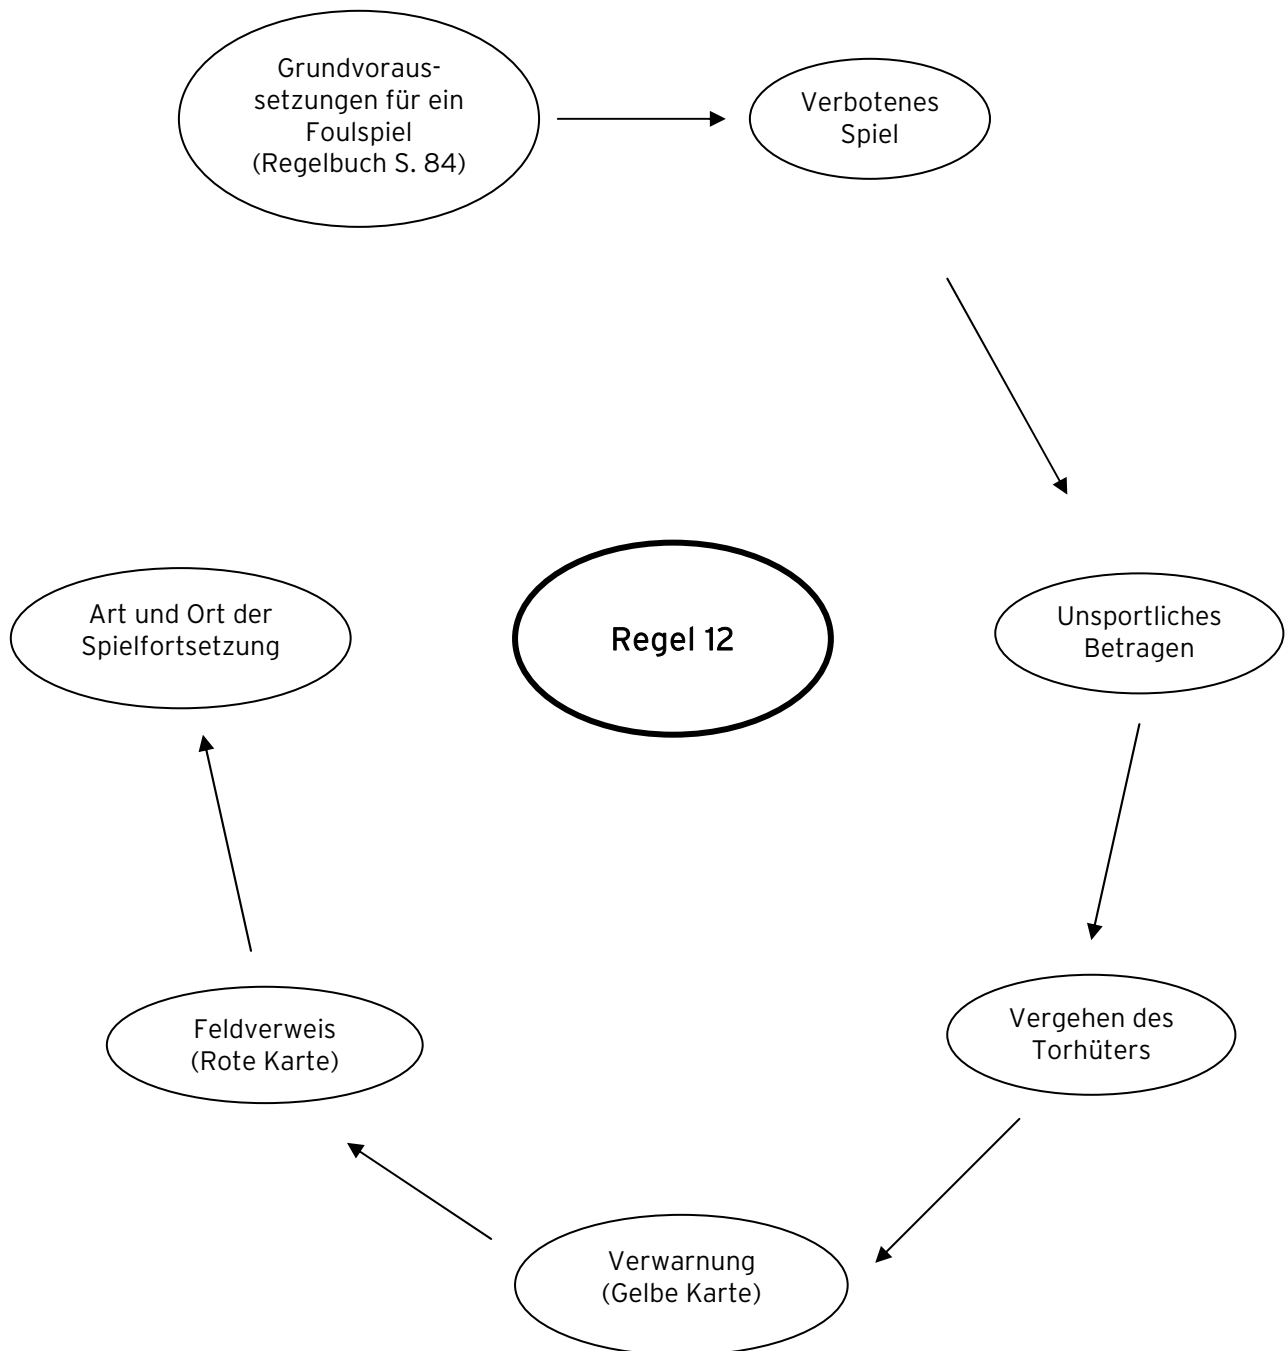 Grundvoraus-
setzungen für ein
Foulspiel
(Regelbuch S. 84)
Verbotenes
Spiel
Unsportliches
Betragen
Vergehen des
Torhüters
Verwarnung
(Gelbe Karte)
Feldverweis
(Rote Karte)
Art und Ort der
Spielfortsetzung
Regel 12